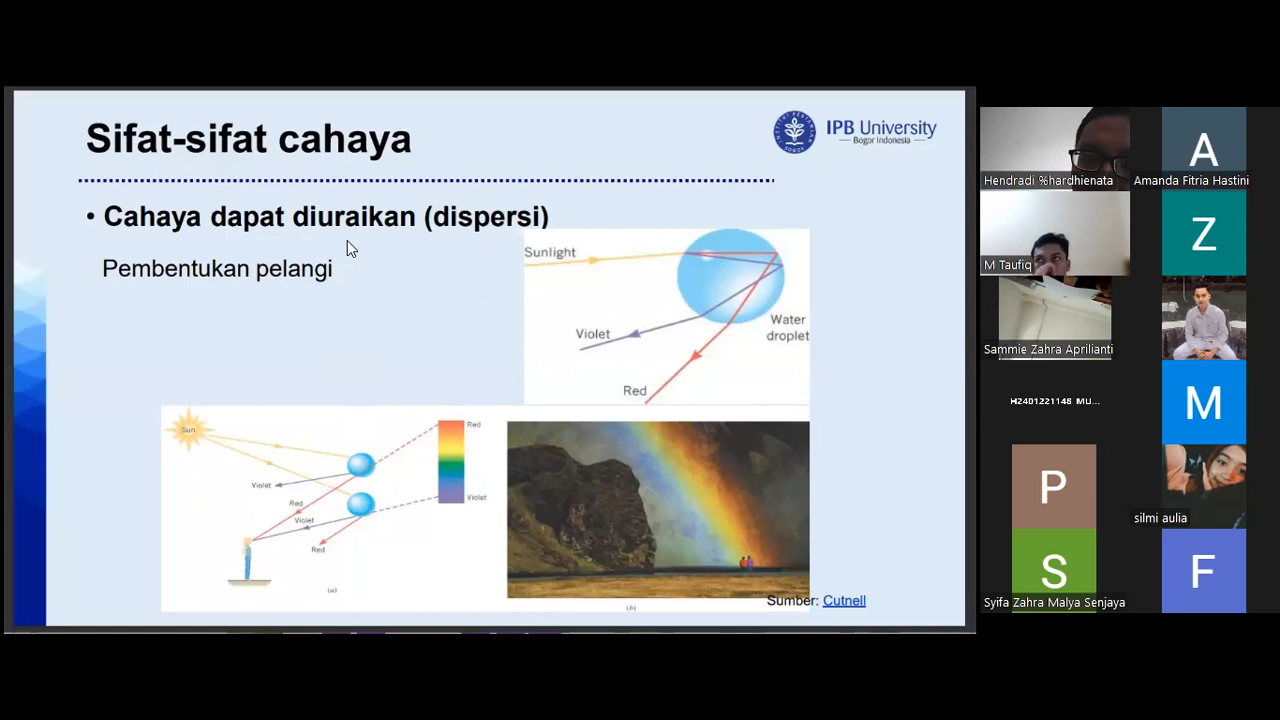 Sifat-sifat cahaya
IPB University
Bogor Indonesia
• Cahaya dapat diuraikan (dispersi)
Pembentukan pelangi
Sunlight
Violet
Water
droplet
Red
Sun
Red
Violet
Violet
Red
Violet
Red
(a)
(b)
Sumber: Cutnell
Hendradi %hardhienata
A
Amanda Fitria Hastini
M Taufiq
Z
Sammie Zahra Aprilianti
H2401221148 MU...
M
P
silmi aulia
S
Syifa Zahra Malya Senjaya
F